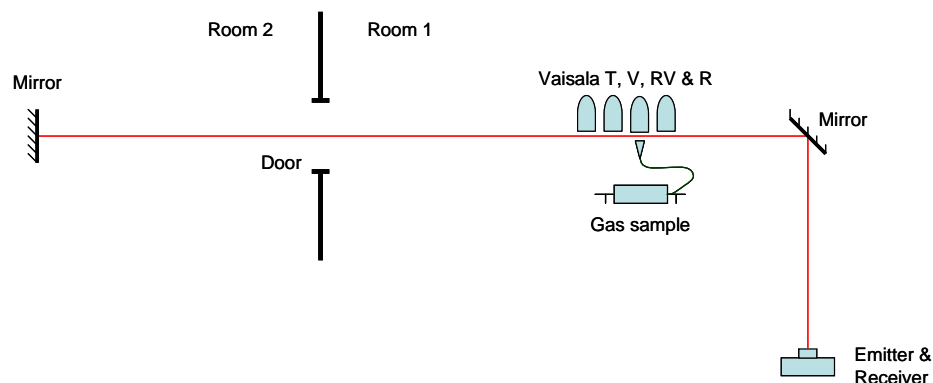 Room 2
Room 1
Mirror
Vaisala T, V, RV & R
Mirror
Door
Gas sample
Emitter &
Receiver